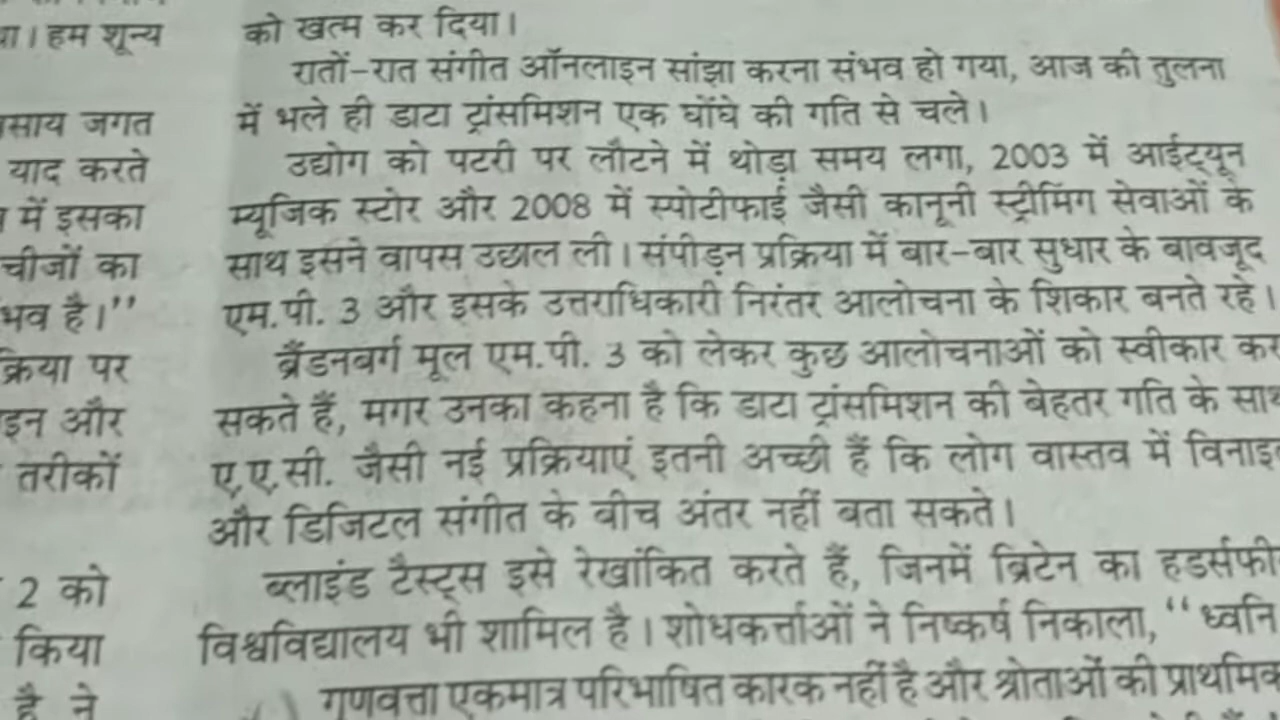 ा। हम शून्य
साय जगत
याद करते
में इसका
चीजों का
भव है।’’
क्रिया पर
इन और
तरीकों
2 को
किया
है ने
को खत्म कर दिया।
रातों-रात संगीत ऑनलाइन सांझा करना संभव हो गया, आज की तुलना
में भले ही डाटा ट्रांसमिशन एक घोंघे की गति से चले।
उद्योग को पटरी पर लौटने में थोड़ा समय लगा, 2003 में आईट्यून
म्यूजिक स्टोर और 2008 में स्पोटीफाई जैसी कानूनी स्ट्रीमिंग सेवाओं के
साथ इसने वापस उछाल ली। संपीड़न प्रक्रिया में बार-बार सुधार के बावजूद
एम.पी. 3 और इसके उत्तराधिकारी निरंतर आलोचना के शिकार बनते रहे।
ब्रैंडनबर्ग मूल एम.पी. 3 को लेकर कुछ आलोचनाओं को स्वीकार कर
सकते हैं, मगर उनका कहना है कि डाटा ट्रांसमिशन की बेहतर गति के साथ
ए.ए.सी. जैसी नई प्रक्रियाएं इतनी अच्छी हैं कि लोग वास्तव में विनाइ
और डिजिटल संगीत के बीच अंतर नहीं बता सकते।
ब्लाइंड टैस्ट्स इसे रेखांकित करते हैं, जिनमें ब्रिटेन का हडर्सफी
विश्वविद्यालय भी शामिल है। शोधकर्त्ताओं ने निष्कर्ष निकाला, ‘‘ध्वनि
गुणवत्ता एकमात्र परिभाषित कारक नहीं है और श्रोताओं की प्राथमिक